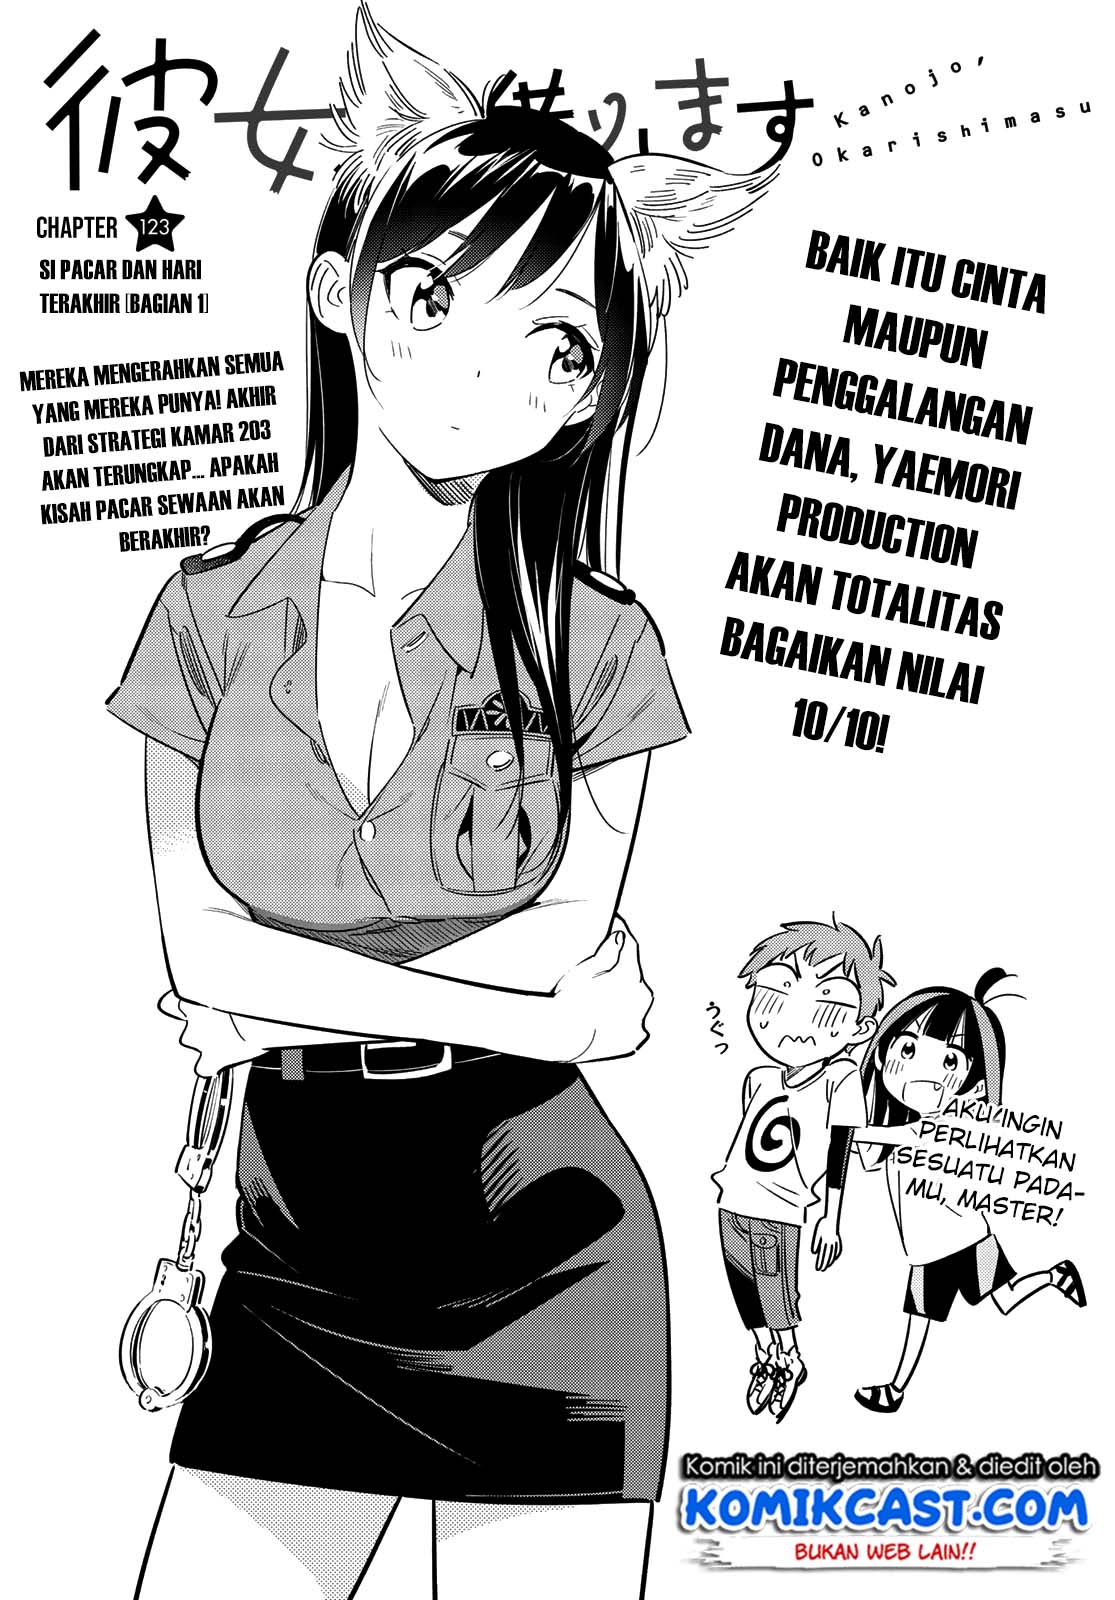 彼女、借ります
Kanojo,
Okarishimasu
CHAPTER 123
SI PACAR DAN HARI
TERAKHIR [BAGIAN 1]
MEREKA MENGERAHKAN SEMUA
YANG MEREKA PUNYA! AKHIR
DARI STRATEGI KAMAR 203
AKAN TERUNGKAP... APAKAH
KISAH PACAR SEWAAN AKAN
BERAKHIR?
BAIK ITU CINTA
MAUPUN
PENGGALANGAN
DANA, YAEMORI
PRODUCTION
AKAN TOTALITAS
BAGAIKAN NILAI
10/10!
うぐっ
AKU INGIN
PERLIHATKAN
SESUATU PADA-
MU, MASTER!
Komik ini diterjemahkan & diedit oleh
KOMIKCAST.COM
BUKAN WEB LAIN!!